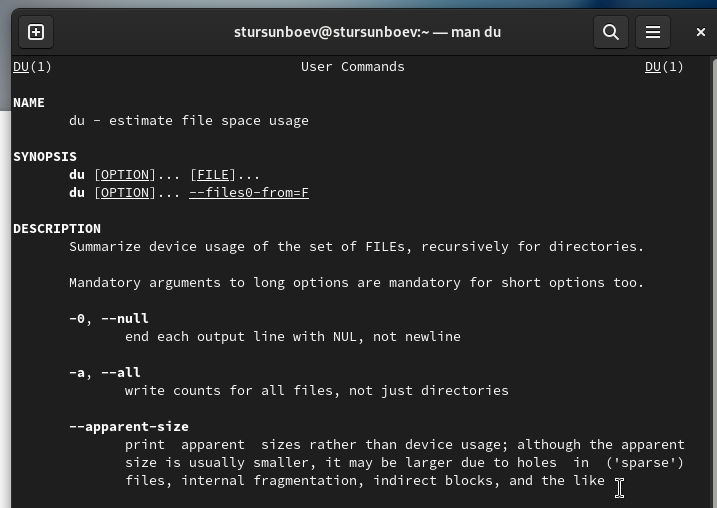 stursunboev@stursunboev:~ — man du
DU(1) User Commands DU(1)
NAME
du - estimate file space usage
SYNOPSIS
du [OPTION]... [FILE]...
du [OPTION]... --files0-from=F
DESCRIPTION
Summarize device usage of the set of FILEs, recursively for directories.
Mandatory arguments to long options are mandatory for short options too.
-0, --null
end each output line with NUL, not newline
-a, --all
write counts for all files, not just directories
--apparent-size
print  apparent  sizes rather than device usage; although the apparent
size is usually smaller, it may be larger due to holes  in  ('sparse')
files, internal fragmentation, indirect blocks, and the like